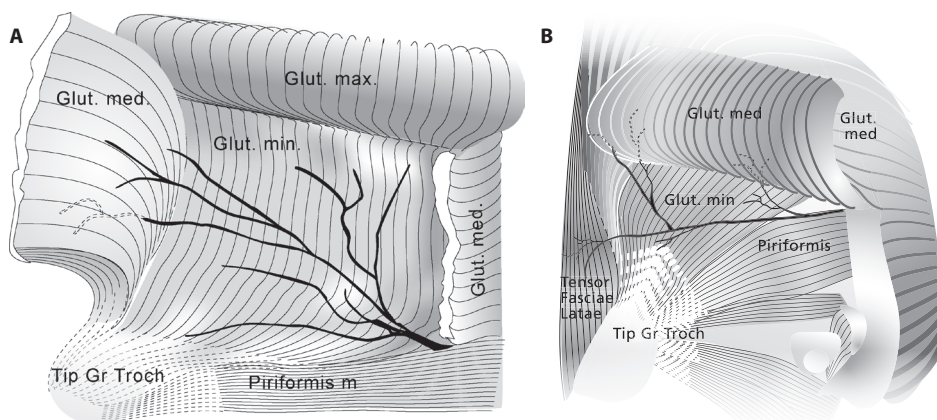 A
Glut. max.
Glut. med.
Glut. min.
Glut. med.
Tip Gr Troch
Piriformis m
B
Glut. med
Glut.
med
Glut. min
Piriformis
Tensor
Fasciae
Latae
Tip Gr Troch